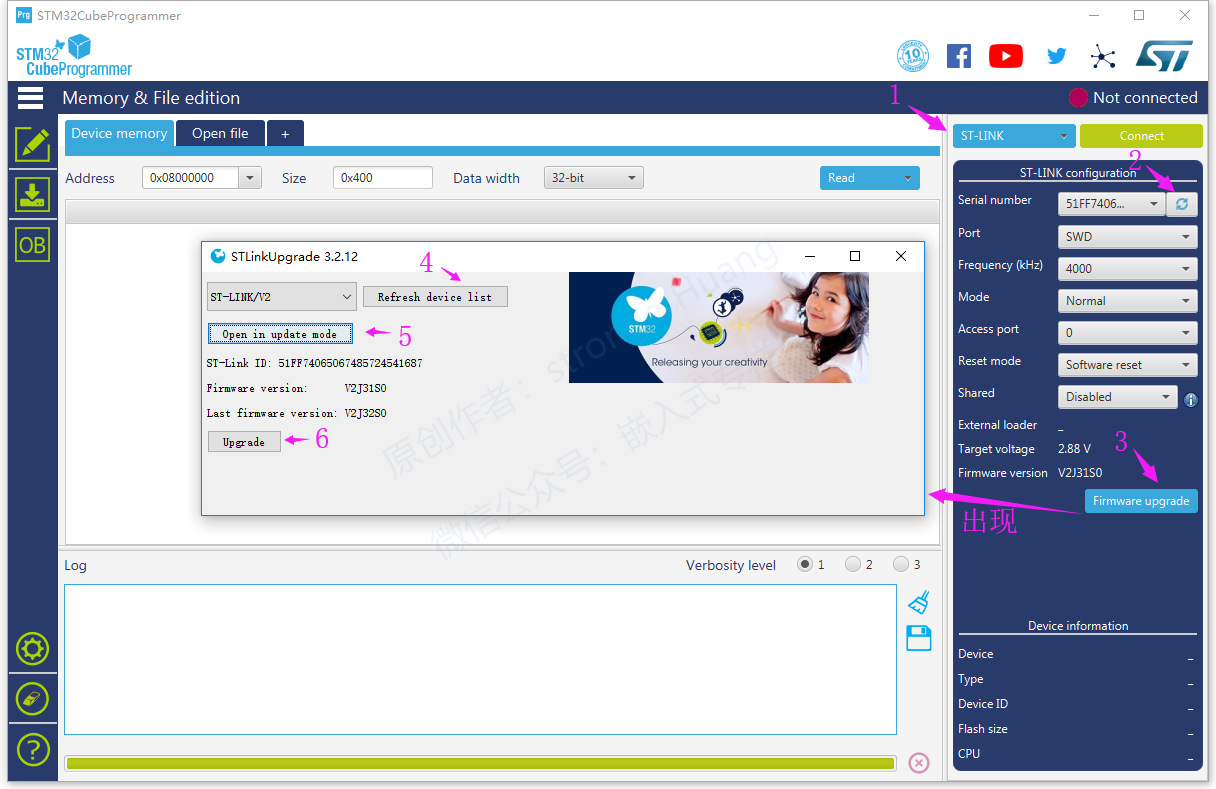 Prg STM32CubeProgrammer
STM32
CubeProgrammer
10 YEARS
ST
Memory & File edition
Not connected
1
Device memory
Open file
+
ST-LINK
Connect
2
Address
0x08000000
Size
0x400
Data width
32-bit
Read
ST-LINK configuration
Serial number
51FF7406...
Port
SWD
Frequency (kHz)
4000
Mode
Normal
Access port
0
Reset mode
Software reset
Shared
Disabled
External loader
_
Target voltage
2.88 V
3
Firmware version
V2J31S0
Firmware upgrade
出现
OB
STLinkUpgrade 3.2.12
4
ST-LINK/V2
Refresh device list
Open in update mode
5
ST-Link ID: 51FF74065067485724541687
Firmware version:
V2J31S0
Last firmware version:
V2J32S0
Upgrade
6
STM32
Releasing your creativity
原创作者：strongerHuang
微信公众号：嵌入式专栏
Log
Verbosity level
1
2
3
Device information
Device
_
Type
_
Device ID
_
Flash size
_
CPU
_
?